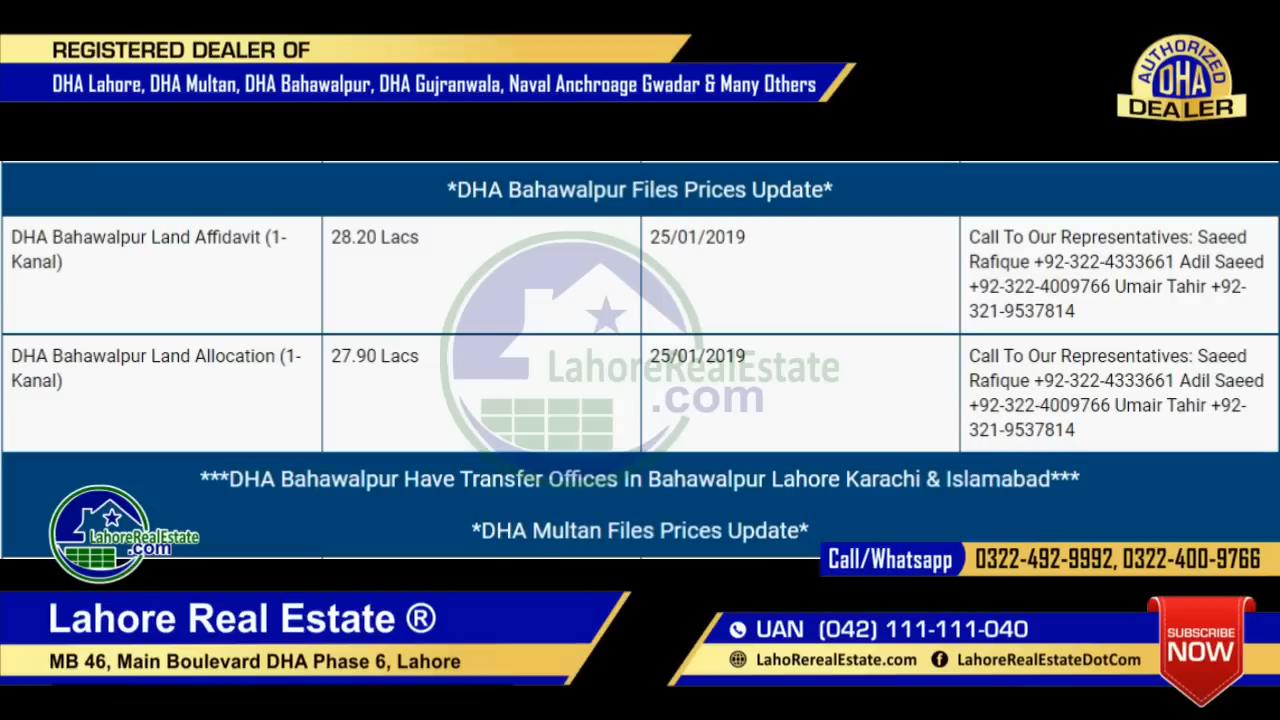 REGISTERED DEALER OF
DHA Lahore, DHA Multan, DHA Bahawalpur, DHA Gujranwala, Naval Anchroage Gwadar & Many Others
AUTHORIZED
DHA
DEALER
*DHA Bahawalpur Files Prices Update*
DHA Bahawalpur Land Affidavit (1-
Kanal)
28.20 Lacs
25/01/2019
Call To Our Representatives: Saeed
Rafique +92-322-4333661 Adil Saeed
+92-322-4009766 Umair Tahir +92-
321-9537814
DHA Bahawalpur Land Allocation (1-
Kanal)
27.90 Lacs
25/01/2019
Call To Our Representatives: Saeed
Rafique +92-322-4333661 Adil Saeed
+92-322-4009766 Umair Tahir +92-
321-9537814
LahoreRealEstate
.com
***DHA Bahawalpur Have Transfer Offices In Bahawalpur Lahore Karachi & Islamabad***
*DHA Multan Files Prices Update*
LahoreRealEstate
.com
Call/Whatsapp 0322-492-9992, 0322-400-9766
Lahore Real Estate ®
MB 46, Main Boulevard DHA Phase 6, Lahore
UAN (042) 111-111-040
LahoRerealEstate.com LahoreRealEstateDotCom
SUBSCRIBE
NOW